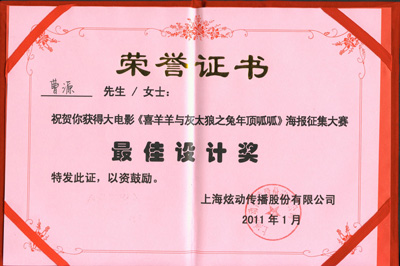 荣誉证书
曹源 先生/女士:
祝贺你获得大电影《喜羊羊与灰太狼之兔年顶呱呱》海报征集大赛
最佳设计奖
特发此证,以资鼓励。
上海炫动传播股份有限公司
2011年1月